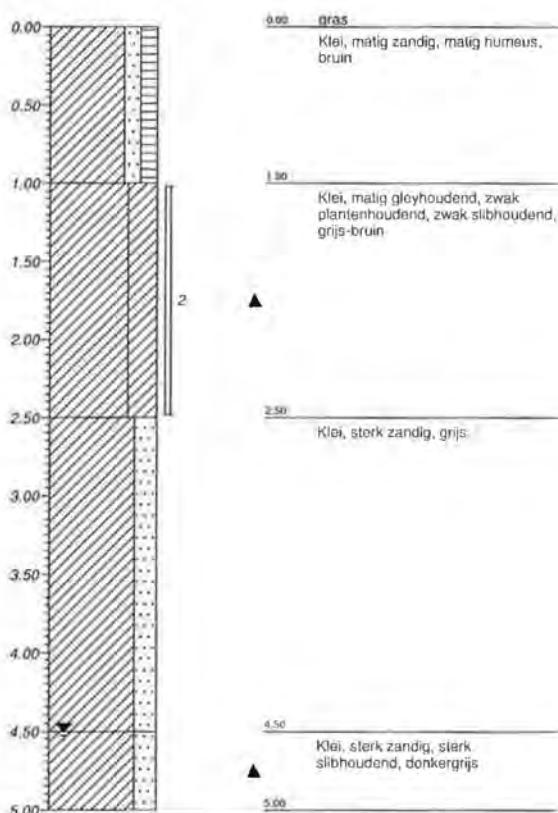 0.00
0.50
1.00
1.50
2.00
2.50
3.00
3.50
4.00
4.50
5.00
2
0.00 gras
Klei, matig zandig, matig humeus,
bruin
1.00
Klei, matig gleyhoudend, zwak
plantenhoudend, zwak slibhoudend,
grijs-bruin
2.50
Klei, sterk zandig, grijs
4.50
Klei, sterk zandig, sterk
slibhoudend, donkergrijs
5.00